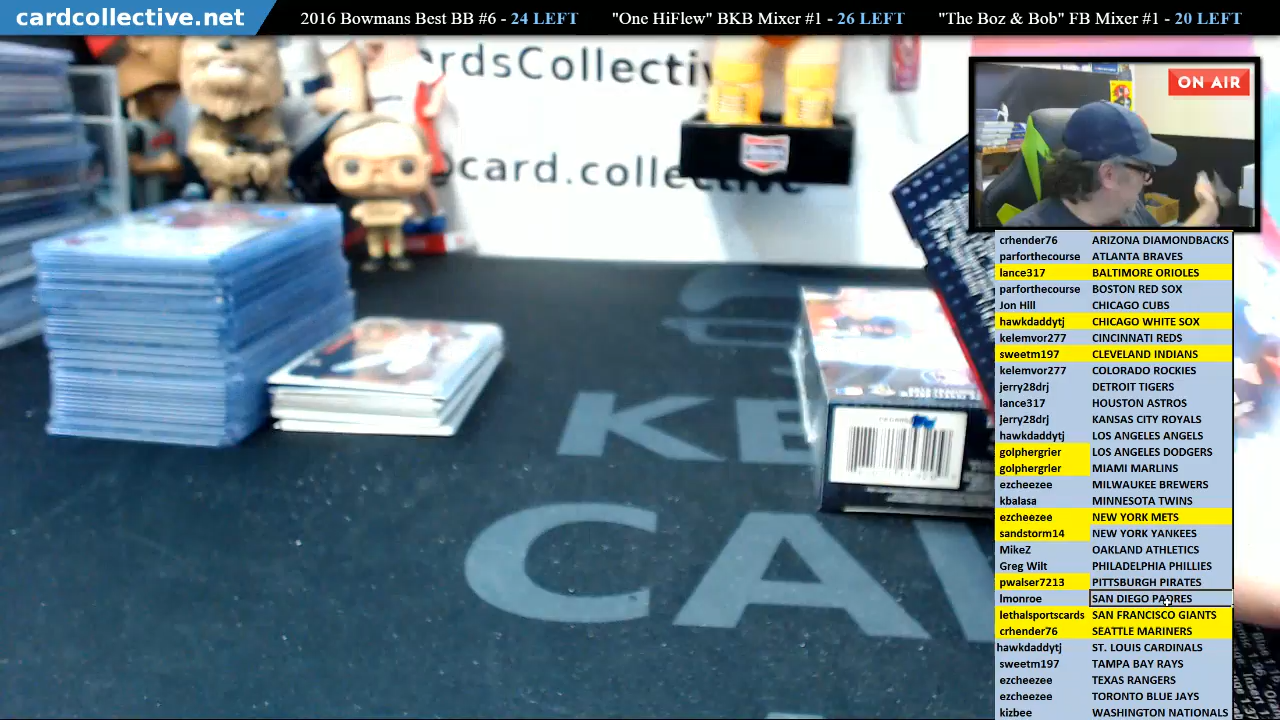 cardcollective.net
2016 Bowmans Best BB #6 - 24 LEFT "One HiFlew" BKB Mixer #1 - 26 LEFT "The Boz & Bob" FB Mixer #1 - 20 LEFT
ON AIR
crhender76 ARIZONA DIAMONDBACKS
parforthecourse ATLANTA BRAVES
lance317 BALTIMORE ORIOLES
parforthecourse BOSTON RED SOX
Jon Hill CHICAGO CUBS
hawkdaddytj CHICAGO WHITE SOX
kelemvor277 CINCINNATI REDS
sweetm197 CLEVELAND INDIANS
kelemvor277 COLORADO ROCKIES
jerry28drj DETROIT TIGERS
lance317 HOUSTON ASTROS
jerry28drj KANSAS CITY ROYALS
hawkdaddytj LOS ANGELES ANGELS
golphergrier LOS ANGELES DODGERS
golphergrier MIAMI MARLINS
ezcheezee MILWAUKEE BREWERS
kbalasa MINNESOTA TWINS
ezcheezee NEW YORK METS
sandstorm14 NEW YORK YANKEES
MikeZ OAKLAND ATHLETICS
Greg Wilt PHILADELPHIA PHILLIES
pwalser7213 PITTSBURGH PIRATES
lmonroe SAN DIEGO PADRES
lethalsportscards SAN FRANCISCO GIANTS
crhender76 SEATTLE MARINERS
hawkdaddytj ST. LOUIS CARDINALS
sweetm197 TAMPA BAY RAYS
ezcheezee TEXAS RANGERS
ezcheezee TORONTO BLUE JAYS
kizbee WASHINGTON NATIONALS
rdsCollectiv
card.collective
KE
CAV